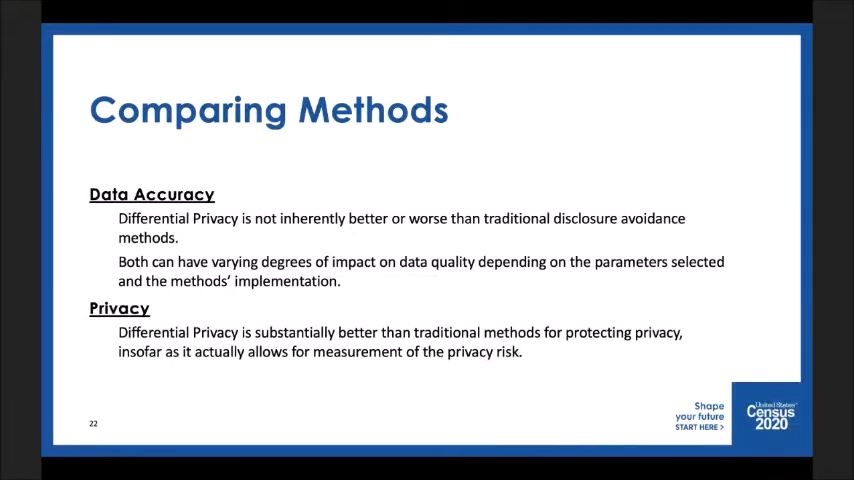 Comparing Methods
Data Accuracy
Differential Privacy is not inherently better or worse than traditional disclosure avoidance
methods.
Both can have varying degrees of impact on data quality depending on the parameters selected
and the methods' implementation.
Privacy
Differential Privacy is substantially better than traditional methods for protecting privacy,
insofar as it actually allows for measurement of the privacy risk.
22
Shape
your future
START HERE >
United States
Census
2020